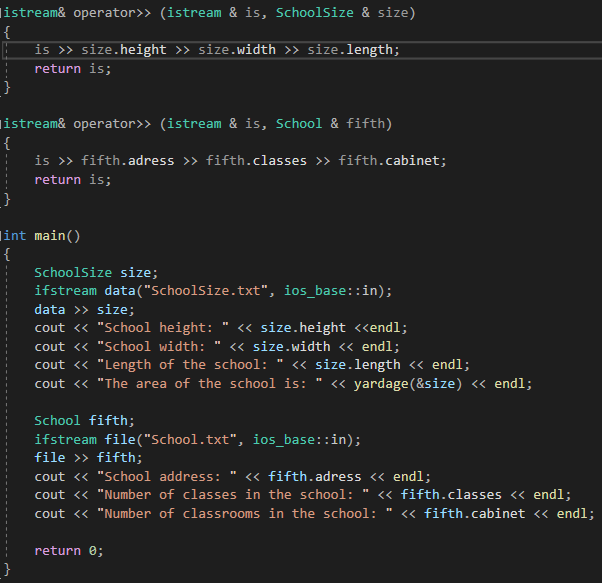 istream& operator>> (istream & is, SchoolSize & size)
{
is >> size.height >> size.width >> size.length;
return is;
}
istream& operator>> (istream & is, School & fifth)
{
is >> fifth.adress >> fifth.classes >> fifth.cabinet;
return is;
}
int main()
{
SchoolSize size;
ifstream data("SchoolSize.txt", ios_base::in);
data >> size;
cout << "School height: " << size.height <<endl;
cout << "School width: " << size.width << endl;
cout << "Length of the school: " << size.length << endl;
cout << "The area of the school is: " << yardage(&size) << endl;
School fifth;
ifstream file("School.txt", ios_base::in);
file >> fifth;
cout << "School address: " << fifth.adress << endl;
cout << "Number of classes in the school: " << fifth.classes << endl;
cout << "Number of classrooms in the school: " << fifth.cabinet << endl;
return 0;
}